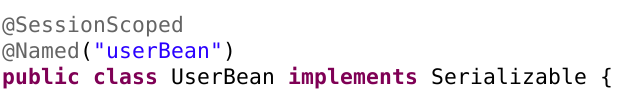 @SessionScoped
@Named("userBean")
public class UserBean implements Serializable {